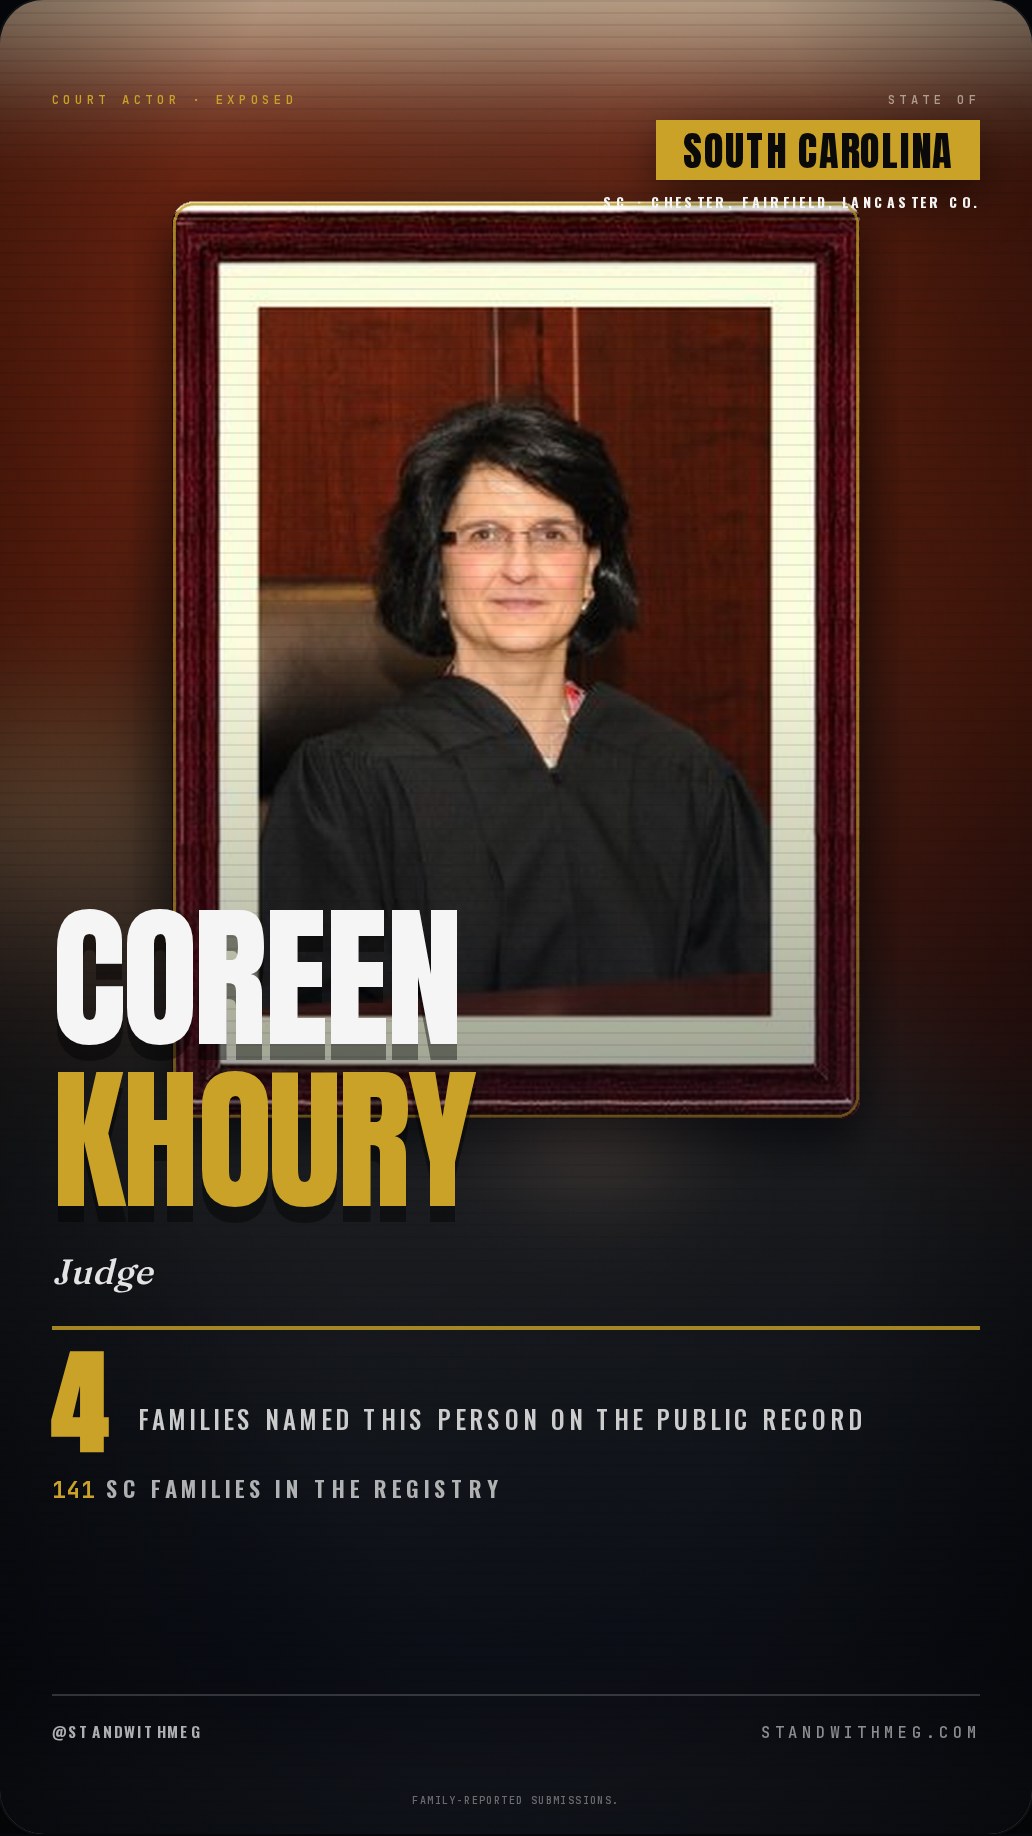 COURT ACTOR · EXPOSED
STATE OF
SOUTH CAROLINA
SC · CHESTER, FAIRFIELD, LANCASTER CO.
COREEN
KHOURY
Judge
4 FAMILIES NAMED THIS PERSON ON THE PUBLIC RECORD
141 SC FAMILIES IN THE REGISTRY
@STANDWITHMEG
STANDWITHMEG.COM
FAMILY-REPORTED SUBMISSIONS.